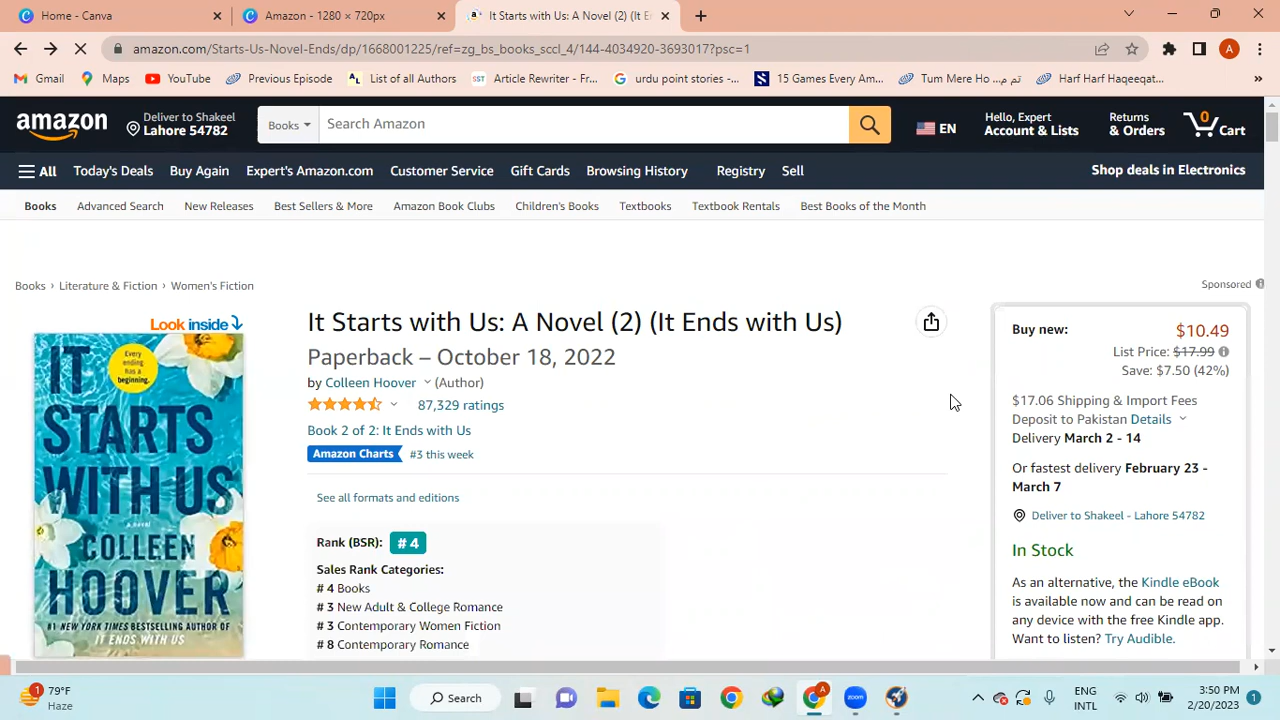 Home - Canva
Amazon - 1280 × 720px
It Starts with Us: A Novel (2) (It E
amazon.com/Starts-Us-Novel-Ends/dp/1668001225/ref=zg_bs_books_sccl_4/144-4034920-3693017?psc=1
A
Gmail
Maps
YouTube
Previous Episode
List of all Authors
SST Article Rewriter - Fr...
urdu point stories -...
15 Games Every Am...
Tum Mere Ho ... تم م
Harf Harf Haqeeqat...
amazon
Deliver to Shakeel
Lahore 54782
Books
Search Amazon
EN
Hello, Expert
Account & Lists
Returns
& Orders
0
Cart
All
Today's Deals
Buy Again
Expert's Amazon.com
Customer Service
Gift Cards
Browsing History
Registry
Sell
Shop deals in Electronics
Books
Advanced Search
New Releases
Best Sellers & More
Amazon Book Clubs
Children's Books
Textbooks
Textbook Rentals
Best Books of the Month
Books › Literature & Fiction › Women's Fiction
Sponsored
Look inside
IT
STARTS
WITH US
Every ending has a beginning.
a novel
COLLEEN
HOOVER
#1 NEW YORK TIMES BESTSELLING AUTHOR OF
IT ENDS WITH US
It Starts with Us: A Novel (2) (It Ends with Us)
Paperback – October 18, 2022
by Colleen Hoover (Author)
87,329 ratings
Book 2 of 2: It Ends with Us
Amazon Charts #3 this week
See all formats and editions
Rank (BSR): # 4
Sales Rank Categories:
# 4 Books
# 3 New Adult & College Romance
# 3 Contemporary Women Fiction
# 8 Contemporary Romance
Buy new: $10.49
List Price: $17.99
Save: $7.50 (42%)
$17.06 Shipping & Import Fees
Deposit to Pakistan Details
Delivery March 2 - 14
Or fastest delivery February 23 -
March 7
Deliver to Shakeel - Lahore 54782
In Stock
As an alternative, the Kindle eBook
is available now and can be read on
any device with the free Kindle app.
Want to listen? Try Audible.
1
79°F
Haze
Search
zoom
A
ENG
INTL
3:50 PM
2/20/2023
1